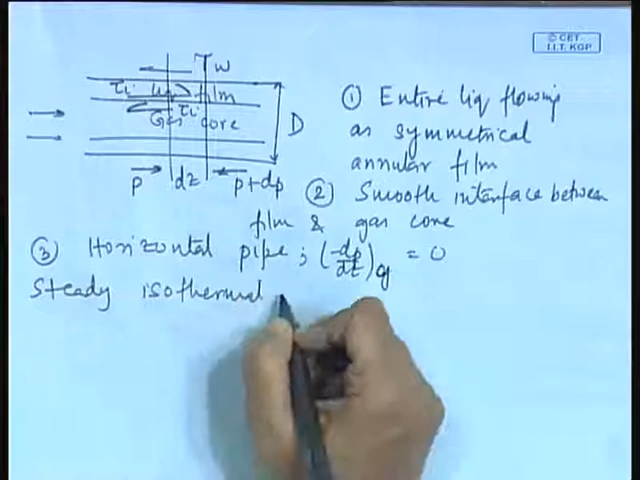 © CET
I.I.T. KGP
τw
τi liq film
τi
Gas core
D
p dz p+dp
① Entire liq flowing
as symmetrical
annular film
② Smooth interface between
film & gas core
③ Horizontal pipe; (-dp/dz)g = 0
Steady isothermal